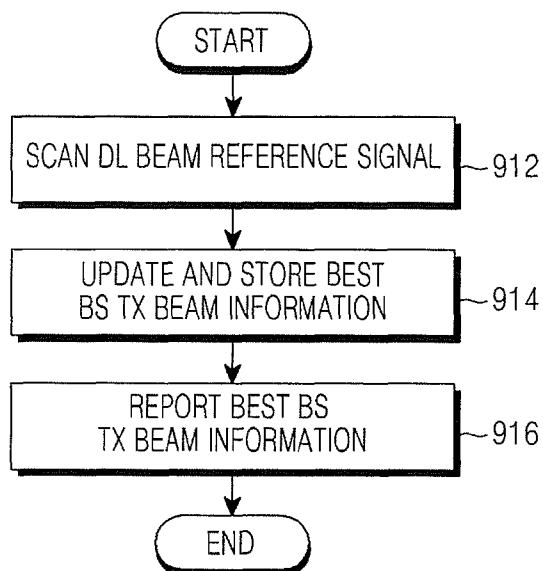 START
SCAN DL BEAM REFERENCE SIGNAL
912
UPDATE AND STORE BEST
BS TX BEAM INFORMATION
914
REPORT BEST BS
TX BEAM INFORMATION
916
END